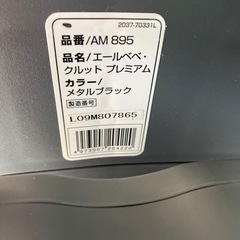 2037-70331L
品番/AM 895
品名/エールベベ・
クルット プレミアム
カラー/
メタルブラック
製造番号
L09M807865